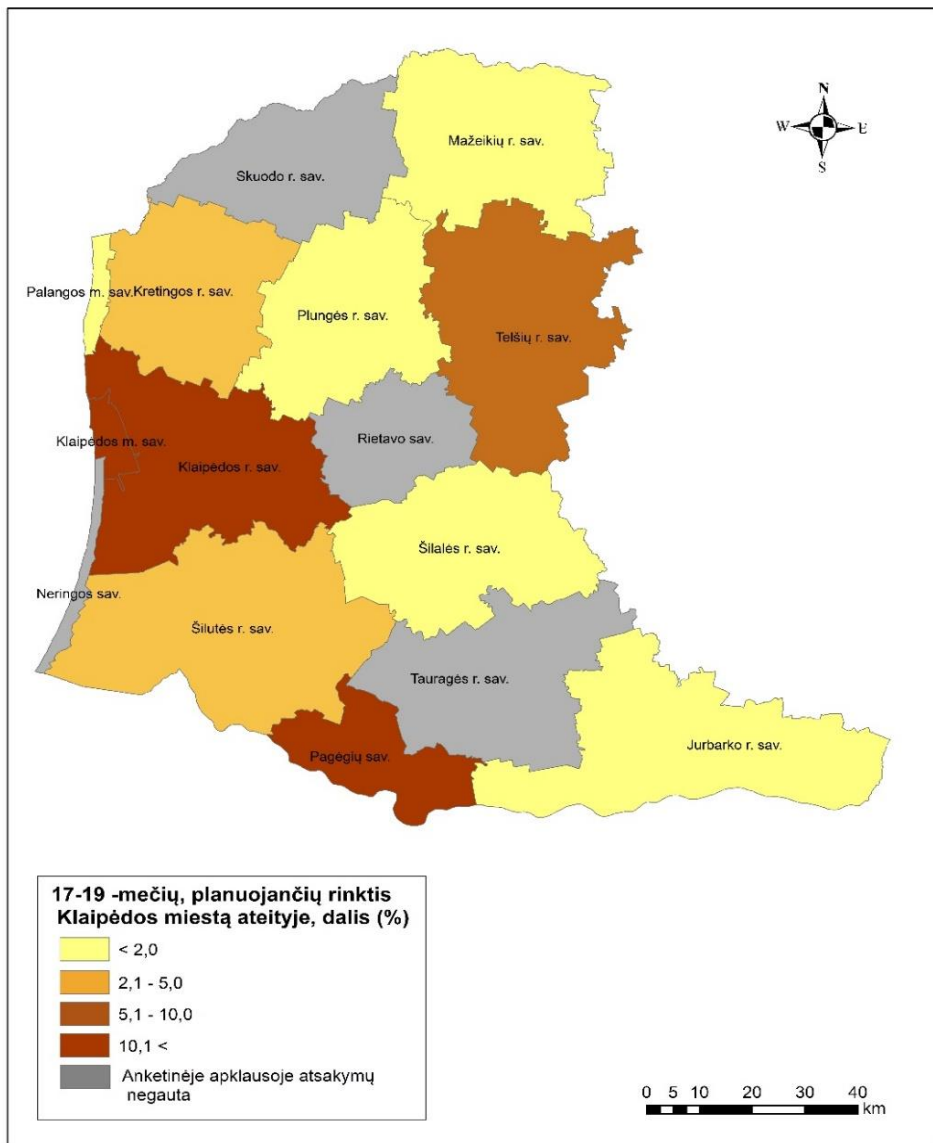 N
W E
S
Mažeikių r. sav.
Skuodo r. sav.
Palangos m. sav.
Kretingos r. sav.
Plungės r. sav.
Telšių r. sav.
Klaipėdos m. sav.
Rietavo sav.
Klaipėdos r. sav.
Šilalės r. sav.
Neringos sav.
Šilutės r. sav.
Tauragės r. sav.
Pagėgių sav.
Jurbarko r. sav.
17-19 -mečių, planuojančių rinktis
Klaipėdos miestą ateityje, dalis (%)
< 2,0
2,1 - 5,0
5,1 - 10,0
10,1 <
Anketinėje apklausoje atsakymų
negauta
0 5 10 20 30 40
km